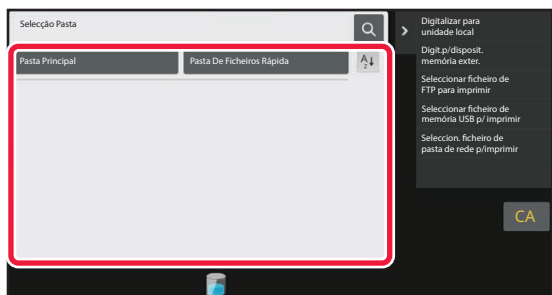 Selecção Pasta
Pasta Principal
Pasta De Ficheiros Rápida
A
Z
Digitalizar para
unidade local
Digit.p/disposit.
memória exter.
Seleccionar ficheiro de
FTP para imprimir
Seleccionar ficheiro de
memória USB p/ imprimir
Seleccion. ficheiro de
pasta de rede p/imprimir
CA